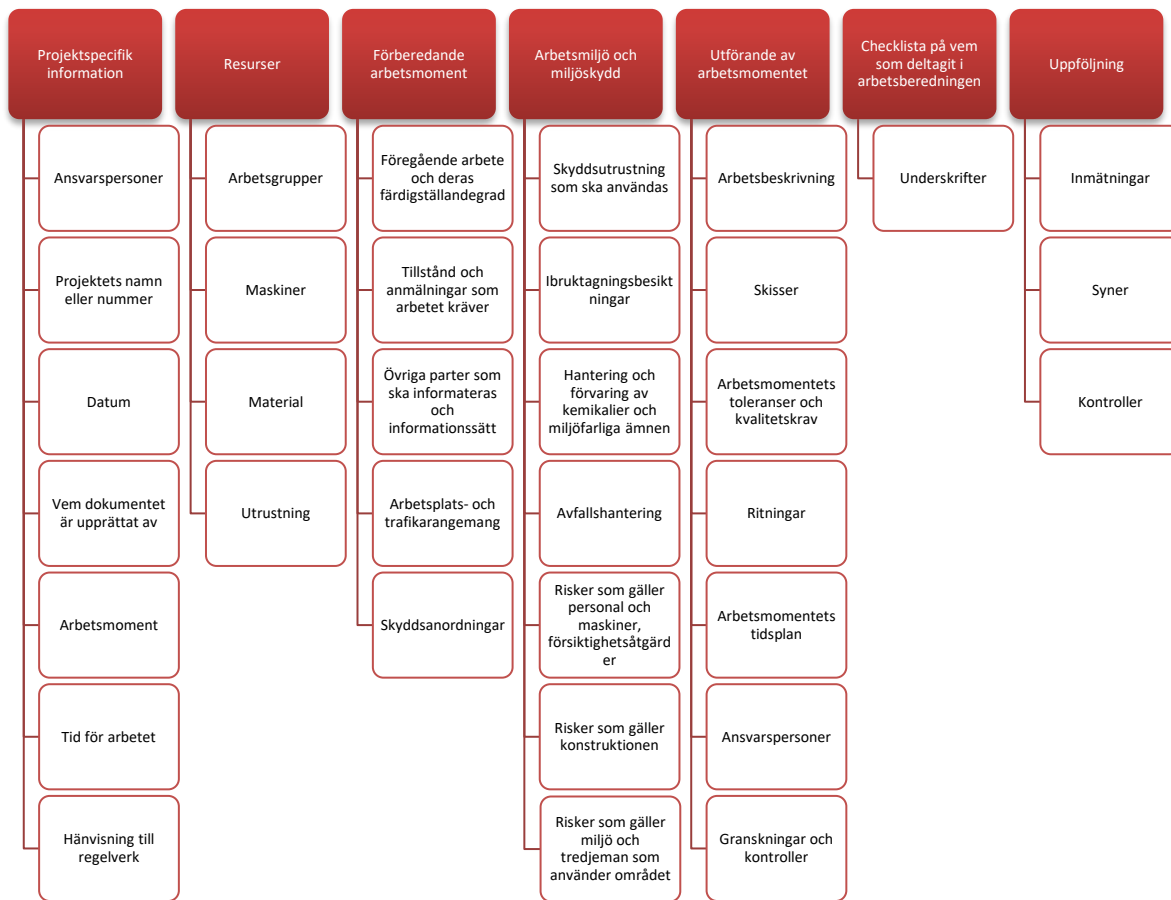 Projektspecifik
information
Ansvarspersoner
Projektets namn
eller nummer
Datum
Vem dokumentet
är upprättat av
Arbetsmoment
Tid för arbetet
Hänvisning till
regelverk
Resurser
Arbetsgrupper
Maskiner
Material
Utrustning
Förberedande
arbetsmoment
Föregående arbete
och deras
färdigställandegrad
Tillstånd och
anmälningar som
arbetet kräver
Övriga parter som
ska informateras
och
informationssätt
Arbetsplats- och
trafikarangemang
Skyddsanordningar
Arbetsmiljö och
miljöskydd
Skyddsutrustning
som ska användas
Ibruktagningsbesikt
ningar
Hantering och
förvaring av
kemikalier och
miljöfarliga ämnen
Avfallshantering
Risker som gäller
personal och
maskiner,
försiktighetsåtgärd
er
Risker som gäller
konstruktionen
Risker som gäller
miljö och
tredjeman som
använder området
Utförande av
arbetsmomentet
Arbetsbeskrivning
Skisser
Arbetsmomentets
toleranser och
kvalitetskrav
Ritningar
Arbetsmomentets
tidsplan
Ansvarspersoner
Granskningar och
kontroller
Checklista på vem
som deltagit i
arbetsberedningen
Underskrifter
Uppföljning
Inmätningar
Syner
Kontroller